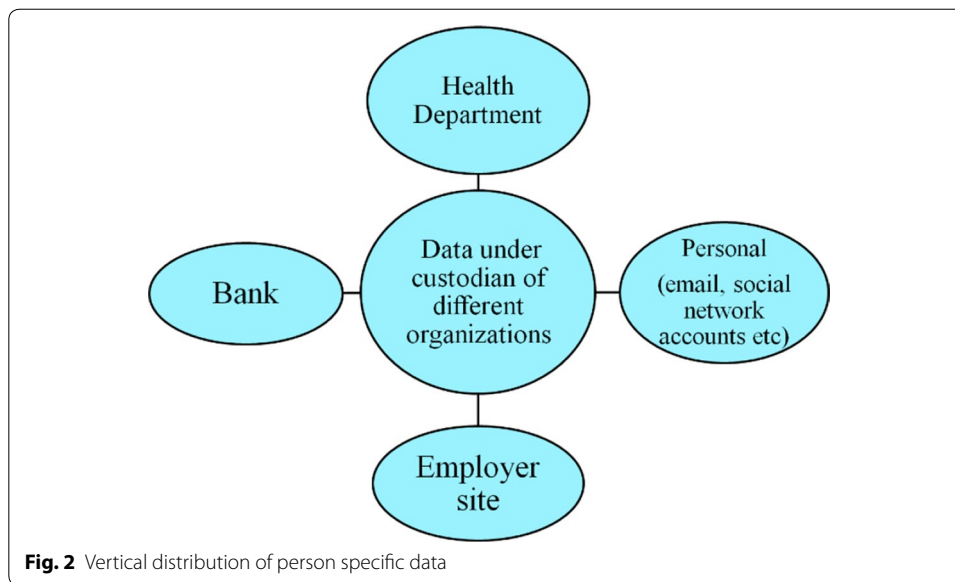 Health
Department
Bank
Data under
custodian of
different
organizations
Personal
(email, social
network
accounts etc)
Employer
site
Fig. 2 Vertical distribution of person specific data